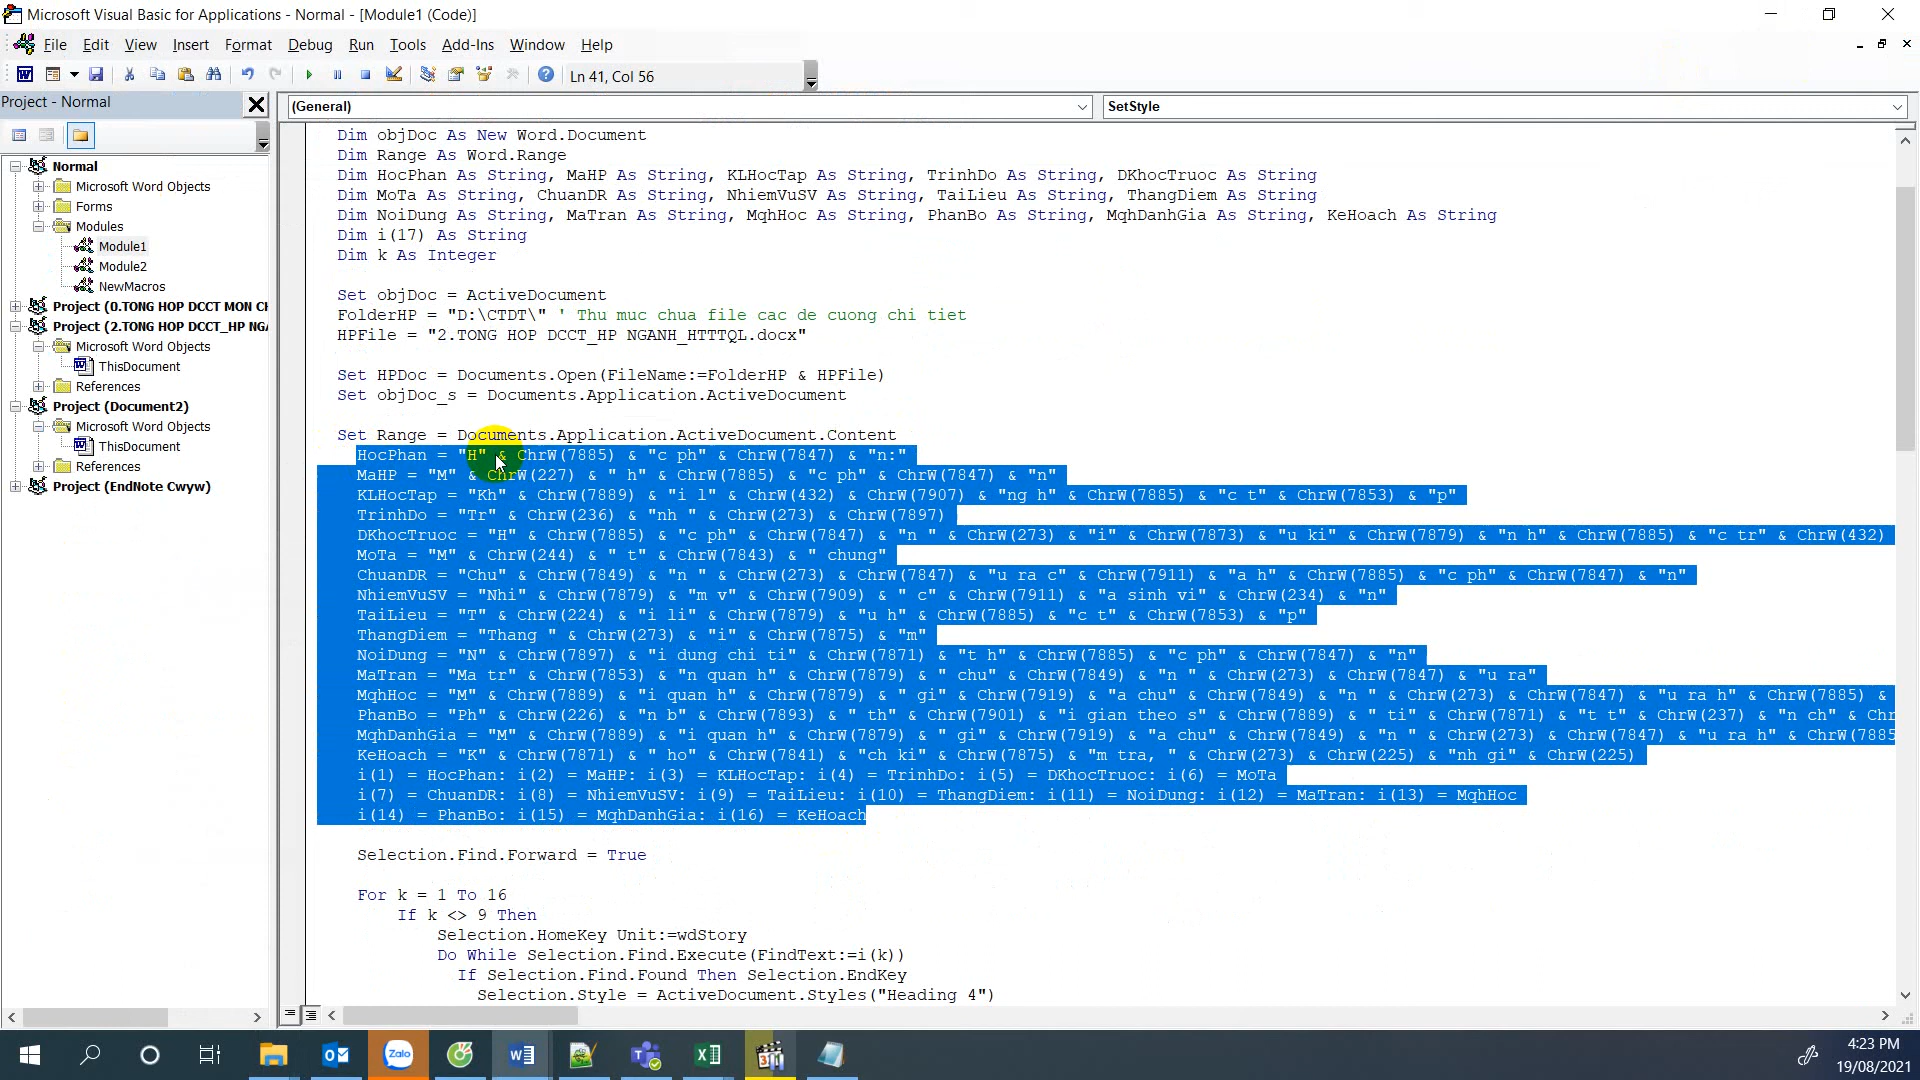 Microsoft Visual Basic for Applications - Normal - [Module1 (Code)]
File Edit View Insert Format Debug Run Tools Add-Ins Window Help
Ln 41, Col 56
Project - Normal
(General)
SetStyle
Normal
Microsoft Word Objects
Forms
Modules
Module1
Module2
NewMacros
Project (0.TONG HOP DCCT MON CH
Project (2.TONG HOP DCCT_HP NGA
Microsoft Word Objects
ThisDocument
References
Project (Document2)
Microsoft Word Objects
ThisDocument
References
Project (EndNote Cwyw)
Dim objDoc As New Word.Document
Dim Range As Word.Range
Dim HocPhan As String, MaHP As String, KLHocTap As String, TrinhDo As String, DKhocTruoc As String
Dim MoTa As String, ChuanDR As String, NhiemVuSV As String, TaiLieu As String, ThangDiem As String
Dim NoiDung As String, MaTran As String, MqhHoc As String, PhanBo As String, MqhDanhGia As String, KeHoach As String
Dim i(17) As String
Dim k As Integer
Set objDoc = ActiveDocument
FolderHP = "D:\CTDT\" ' Thu muc chua file cac de cuong chi tiet
HPFile = "2.TONG HOP DCCT_HP NGANH_HTTTQL.docx"
Set HPDoc = Documents.Open(FileName:=FolderHP & HPFile)
Set objDoc_s = Documents.Application.ActiveDocument
Set Range = Documents.Application.ActiveDocument.Content
HocPhan = "H" & ChrW(7885) & "c ph" & ChrW(7847) & "n:"
MaHP = "M" & ChrW(227) & " h" & ChrW(7885) & "c ph" & ChrW(7847) & "n"
KLHocTap = "Kh" & ChrW(7889) & "i l" & ChrW(432) & ChrW(7907) & "ng h" & ChrW(7885) & "c t" & ChrW(7853) & "p"
TrinhDo = "Tr" & ChrW(236) & "nh " & ChrW(273) & ChrW(7897)
DKhocTruoc = "H" & ChrW(7885) & "c ph" & ChrW(7847) & "n " & ChrW(273) & "i" & ChrW(7873) & "u ki" & ChrW(7879) & "n h" & ChrW(7885) & "c tr" & ChrW(432)
MoTa = "M" & ChrW(244) & " t" & ChrW(7843) & " chung"
ChuanDR = "Chu" & ChrW(7849) & "n " & ChrW(273) & ChrW(7847) & "u ra c" & ChrW(7911) & "a h" & ChrW(7885) & "c ph" & ChrW(7847) & "n"
NhiemVuSV = "Nhi" & ChrW(7879) & "m v" & ChrW(7909) & " c" & ChrW(7911) & "a sinh vi" & ChrW(234) & "n"
TaiLieu = "T" & ChrW(224) & "i li" & ChrW(7879) & "u h" & ChrW(7885) & "c t" & ChrW(7853) & "p"
ThangDiem = "Thang " & ChrW(273) & "i" & ChrW(7875) & "m"
NoiDung = "N" & ChrW(7897) & "i dung chi ti" & ChrW(7871) & "t h" & ChrW(7885) & "c ph" & ChrW(7847) & "n"
MaTran = "Ma tr" & ChrW(7853) & "n quan h" & ChrW(7879) & " chu" & ChrW(7849) & "n " & ChrW(273) & ChrW(7847) & "u ra"
MqhHoc = "M" & ChrW(7889) & "i quan h" & ChrW(7879) & " gi" & ChrW(7919) & "a chu" & ChrW(7849) & "n " & ChrW(273) & ChrW(7847) & "u ra h" & ChrW(7885) &
PhanBo = "Ph" & ChrW(226) & "n b" & ChrW(7893) & " th" & ChrW(7901) & "i gian theo s" & ChrW(7889) & " ti" & ChrW(7871) & "t t" & ChrW(237) & "n ch" & Chr
MqhDanhGia = "M" & ChrW(7889) & "i quan h" & ChrW(7879) & " gi" & ChrW(7919) & "a chu" & ChrW(7849) & "n " & ChrW(273) & ChrW(7847) & "u ra h" & ChrW(7885
KeHoach = "K" & ChrW(7871) & " ho" & ChrW(7841) & "ch ki" & ChrW(7875) & "m tra, " & ChrW(273) & ChrW(225) & "nh gi" & ChrW(225)
i(1) = HocPhan: i(2) = MaHP: i(3) = KLHocTap: i(4) = TrinhDo: i(5) = DKhocTruoc: i(6) = MoTa
i(7) = ChuanDR: i(8) = NhiemVuSV: i(9) = TaiLieu: i(10) = ThangDiem: i(11) = NoiDung: i(12) = MaTran: i(13) = MqhHoc
i(14) = PhanBo: i(15) = MqhDanhGia: i(16) = KeHoach
Selection.Find.Forward = True
For k = 1 To 16
If k <> 9 Then
Selection.HomeKey Unit:=wdStory
Do While Selection.Find.Execute(FindText:=i(k))
If Selection.Find.Found Then Selection.EndKey
Selection.Style = ActiveDocument.Styles("Heading 4")
Zalo
4:23 PM
19/08/2021